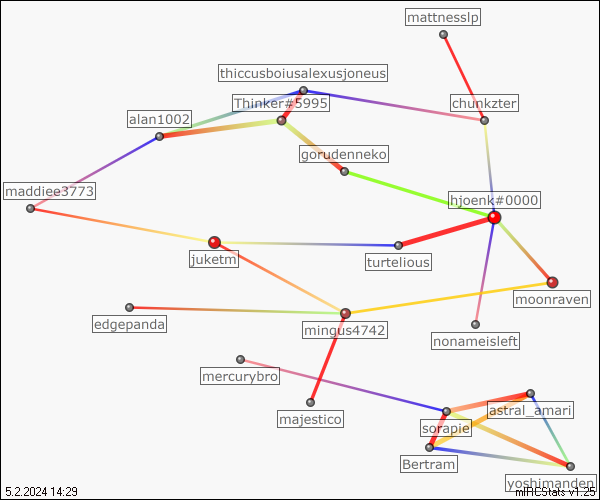 mattnesslp
thiccusboiusalexusjoneus
Thinker#5995
chunkzter
alan1002
gorudenneko
maddiee3773
hjoenk#0000
juketm
turtelious
moonraven
edgepanda
mingus4742
nonameisleft
mercurybro
astral_amari
majestico
sorapie
Bertram
yoshimanden
5.2.2024 14:29
mIRCStats v1.25